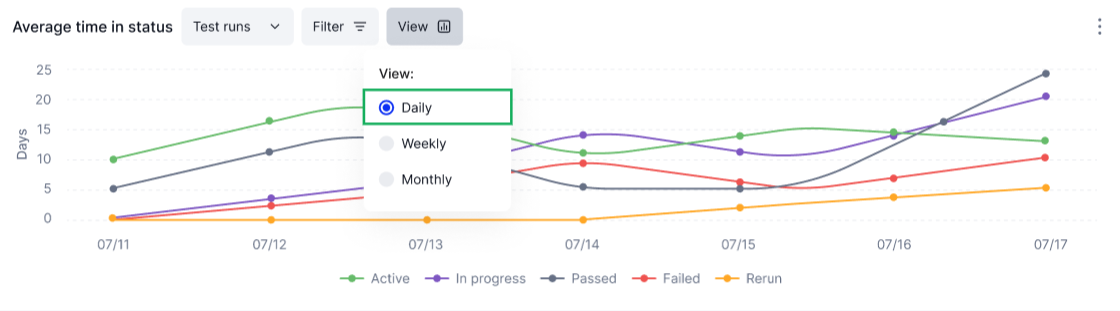 Average time in status Test runs Filter View
View:
Daily
Weekly
Monthly
Days
25
20
15
10
5
0
07/11 07/12 07/13 07/14 07/15 07/16 07/17
Active In progress Passed Failed Rerun